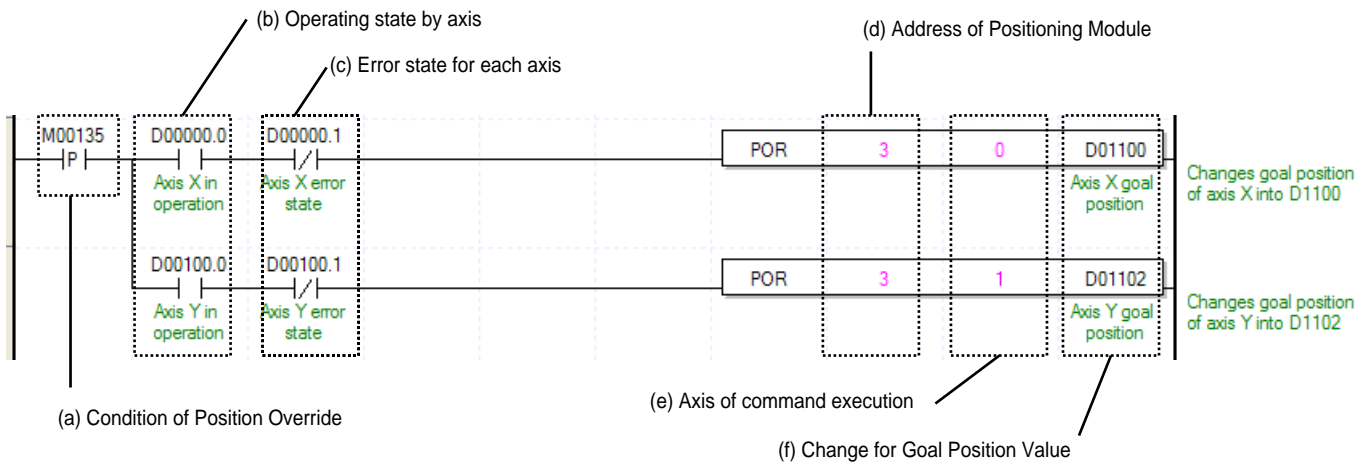 (b) Operating state by axis
(d) Address of Positioning Module
(c) Error state for each axis
M00135
D00000.0
D00000.1
P
POR
3
0
D01100
Axis X in
operation
Axis X error
state
Axis X goal
position
Changes goal position
of axis X into D1100
D00100.0
D00100.1
POR
3
1
D01102
Axis Y in
operation
Axis Y error
state
Axis Y goal
position
Changes goal position
of axis Y into D1102
(e) Axis of command execution
(a) Condition of Position Override
(f) Change for Goal Position Value